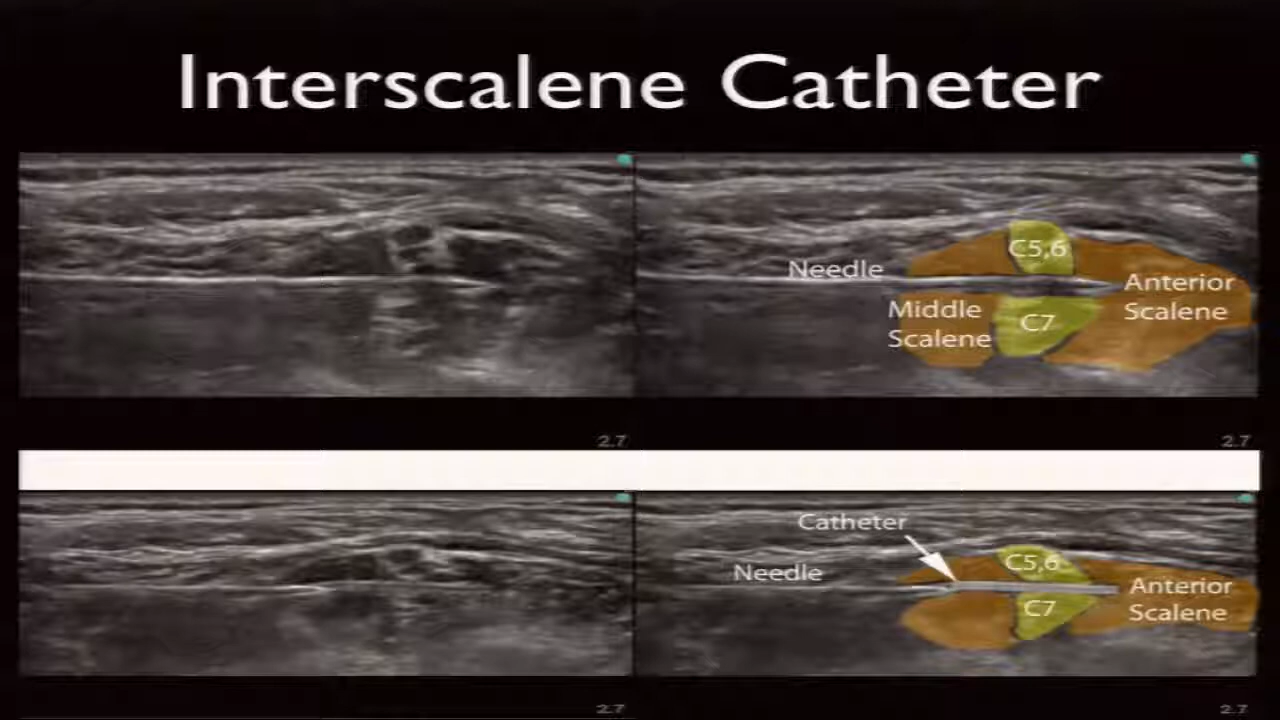 Interscalene Catheter
C5,6
Needle
Anterior
Scalene
Middle
Scalene
C7
2.7
2.7
Catheter
C5,6
Needle
Anterior
Scalene
C7
2.7
2.7